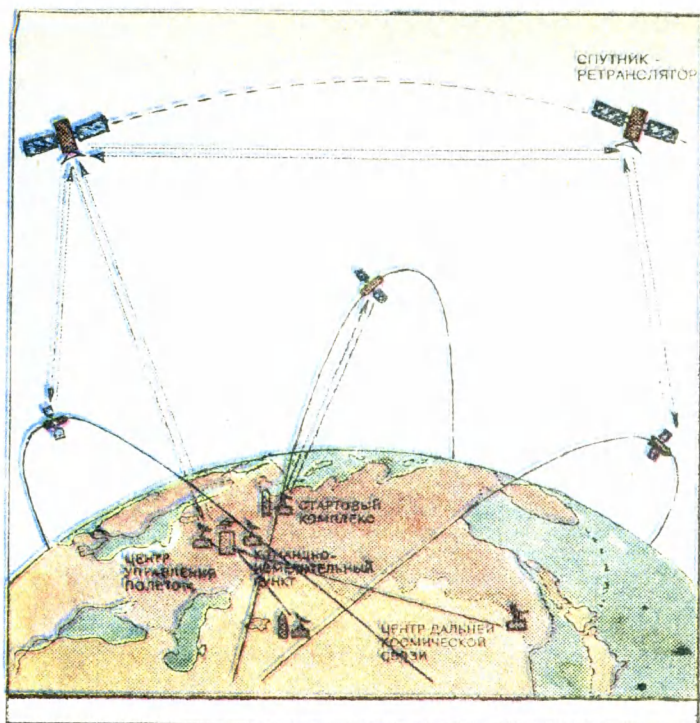 СПУТНИК -
РЕТРАНСЛЯТОР
СТАРТОВЫЙ
КОМПЛЕКС
ЦЕНТР
УПРАВЛЕНИЯ
ПОЛЕТОМ
КОМАНДНО-
ИЗМЕРИТЕЛЬНЫЙ
ПУНКТ
ЦЕНТР ДАЛЬНЕЙ
КОСМИЧЕСКОЙ
СВЯЗИ